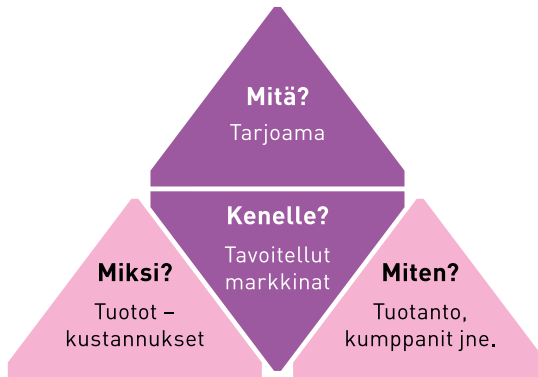 Mitä?
Tarjoama
Kenelle?
Tavoitellut
markkinat
Miksi?
Tuotot –
kustannukset
Miten?
Tuotanto,
kumppanit jne.